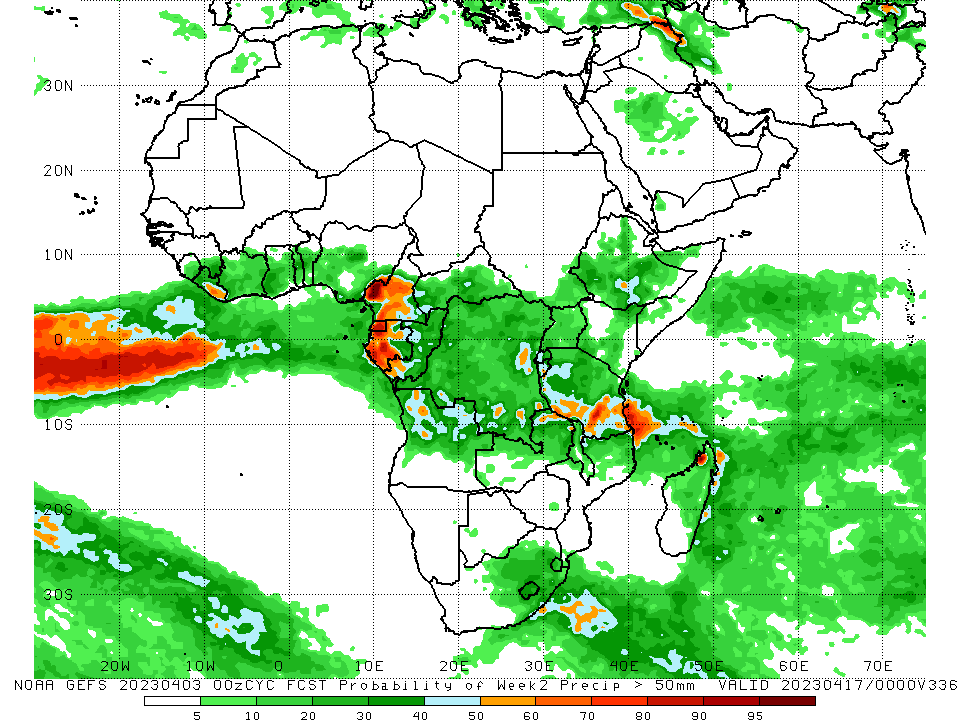 30N
20N
10N
0
10S
20S
30S
20W 10W 0 10E 20E 30E 40E 50E 60E 70E
NOAA GEFS 20230403 00zCYC FCST Probability of Week2 Precip > 50mm VALID 20230417/0000V336
5 10 20 30 40 50 60 70 80 90 95